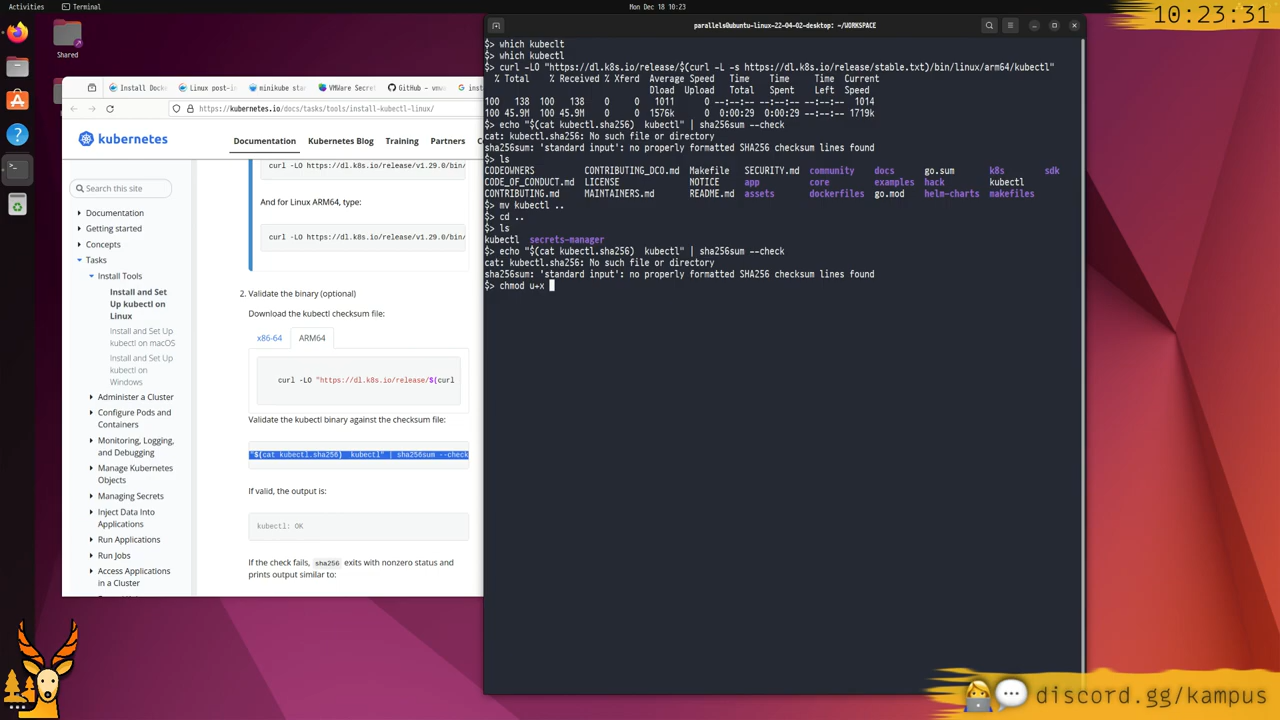 Activities
Terminal
Mon Dec 18 10:23
10:23:31
Shared
Install Docke
Linux post-in
minikube star
VMware Secret
GitHub - vmwa
inst
https://kubernetes.io/docs/tasks/tools/install-kubectl-linux/
kubernetes
Documentation
Kubernetes Blog
Training
Partners
Search this site
Documentation
Getting started
Concepts
Tasks
Install Tools
Install and Set
Up kubectl on
Linux
Install and Set Up
kubectl on macOS
Install and Set Up
kubectl on
Windows
Administer a Cluster
Configure Pods and
Containers
Monitoring, Logging,
and Debugging
Manage Kubernetes
Objects
Managing Secrets
Inject Data Into
Applications
Run Applications
Run Jobs
Access Applications
in a Cluster
curl -LO https://dl.k8s.io/release/v1.29.0/bin/
And for Linux ARM64, type:
curl -LO https://dl.k8s.io/release/v1.29.0/bin/
2. Validate the binary (optional)
Download the kubectl checksum file:
x86-64
ARM64
curl -LO "https://dl.k8s.io/release/$(curl
Validate the kubectl binary against the checksum file:
"$(cat kubectl.sha256)  kubectl" | sha256sum --check
If valid, the output is:
kubectl: OK
If the check fails, sha256 exits with nonzero status and
prints output similar to:
parallels@ubuntu-linux-22-04-02-desktop: ~/WORKSPACE
$> which kubeclt
$> which kubectl
$> curl -LO "https://dl.k8s.io/release/$(curl -L -s https://dl.k8s.io/release/stable.txt)/bin/linux/arm64/kubectl"
% Total    % Received % Xferd  Average Speed   Time    Time     Time  Current
Dload  Upload   Total   Spent    Left  Speed
100   138  100   138    0     0   1011      0 --:--:-- --:--:-- --:--:--  1014
100 45.9M  100 45.9M    0     0  1576k      0  0:00:29  0:00:29 --:--:-- 1719k
$> echo "$(cat kubectl.sha256)  kubectl" | sha256sum --check
cat: kubectl.sha256: No such file or directory
sha256sum: 'standard input': no properly formatted SHA256 checksum lines found
$> ls
CODEOWNERS          CONTRIBUTING_DCO.md  Makefile   SECURITY.md  community    docs      go.sum       k8s        sdk
CODE_OF_CONDUCT.md  LICENSE              NOTICE     app          core         examples  hack         kubectl
CONTRIBUTING.md     MAINTAINERS.md       README.md  assets       dockerfiles  go.mod    helm-charts  makefiles
$> mv kubectl ..
$> cd ..
$> ls
kubectl  secrets-manager
$> echo "$(cat kubectl.sha256)  kubectl" | sha256sum --check
cat: kubectl.sha256: No such file or directory
sha256sum: 'standard input': no properly formatted SHA256 checksum lines found
$> chmod u+x
discord.gg/kampus